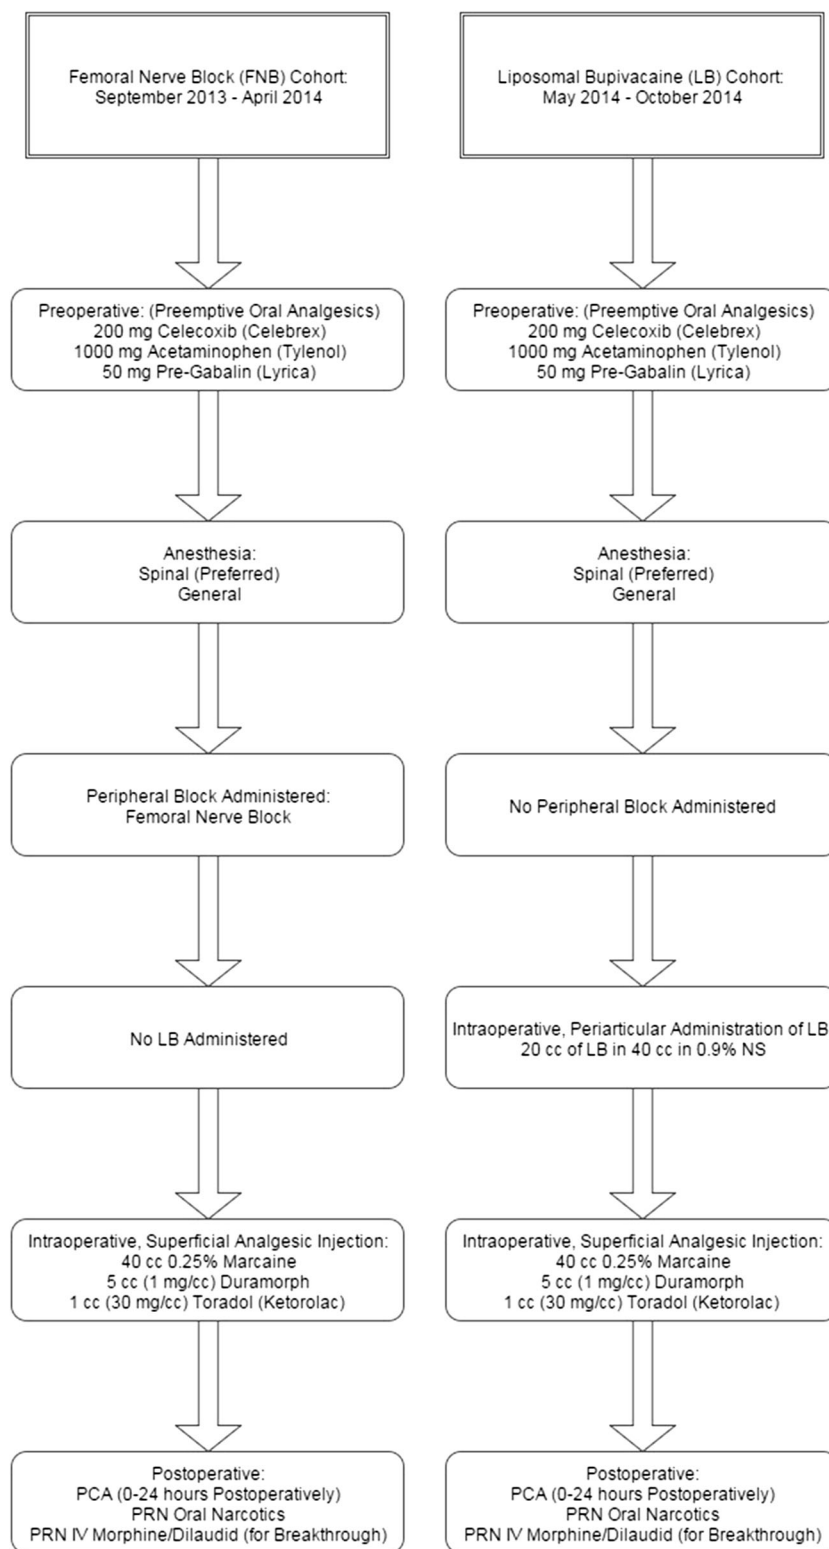 Femoral Nerve Block (FNB) Cohort:
September 2013 - April 2014
Preoperative: (Preemptive Oral Analgesics)
200 mg Celecoxib (Celebrex)
1000 mg Acetaminophen (Tylenol)
50 mg Pre-Gabalin (Lyrica)
Anesthesia:
Spinal (Preferred)
General
Peripheral Block Administered:
Femoral Nerve Block
No LB Administered
Intraoperative, Superficial Analgesic Injection:
40 cc 0.25% Marcaine
5 cc (1 mg/cc) Duramorph
1 cc (30 mg/cc) Toradol (Ketorolac)
Postoperative:
PCA (0-24 hours Postoperatively)
PRN Oral Narcotics
PRN IV Morphine/Dilaudid (for Breakthrough)
Liposomal Bupivacaine (LB) Cohort:
May 2014 - October 2014
Preoperative: (Preemptive Oral Analgesics)
200 mg Celecoxib (Celebrex)
1000 mg Acetaminophen (Tylenol)
50 mg Pre-Gabalin (Lyrica)
Anesthesia:
Spinal (Preferred)
General
No Peripheral Block Administered
Intraoperative, Periarticular Administration of LB
20 cc of LB in 40 cc in 0.9% NS
Intraoperative, Superficial Analgesic Injection:
40 cc 0.25% Marcaine
5 cc (1 mg/cc) Duramorph
1 cc (30 mg/cc) Toradol (Ketorolac)
Postoperative:
PCA (0-24 hours Postoperatively)
PRN Oral Narcotics
PRN IV Morphine/Dilaudid (for Breakthrough)